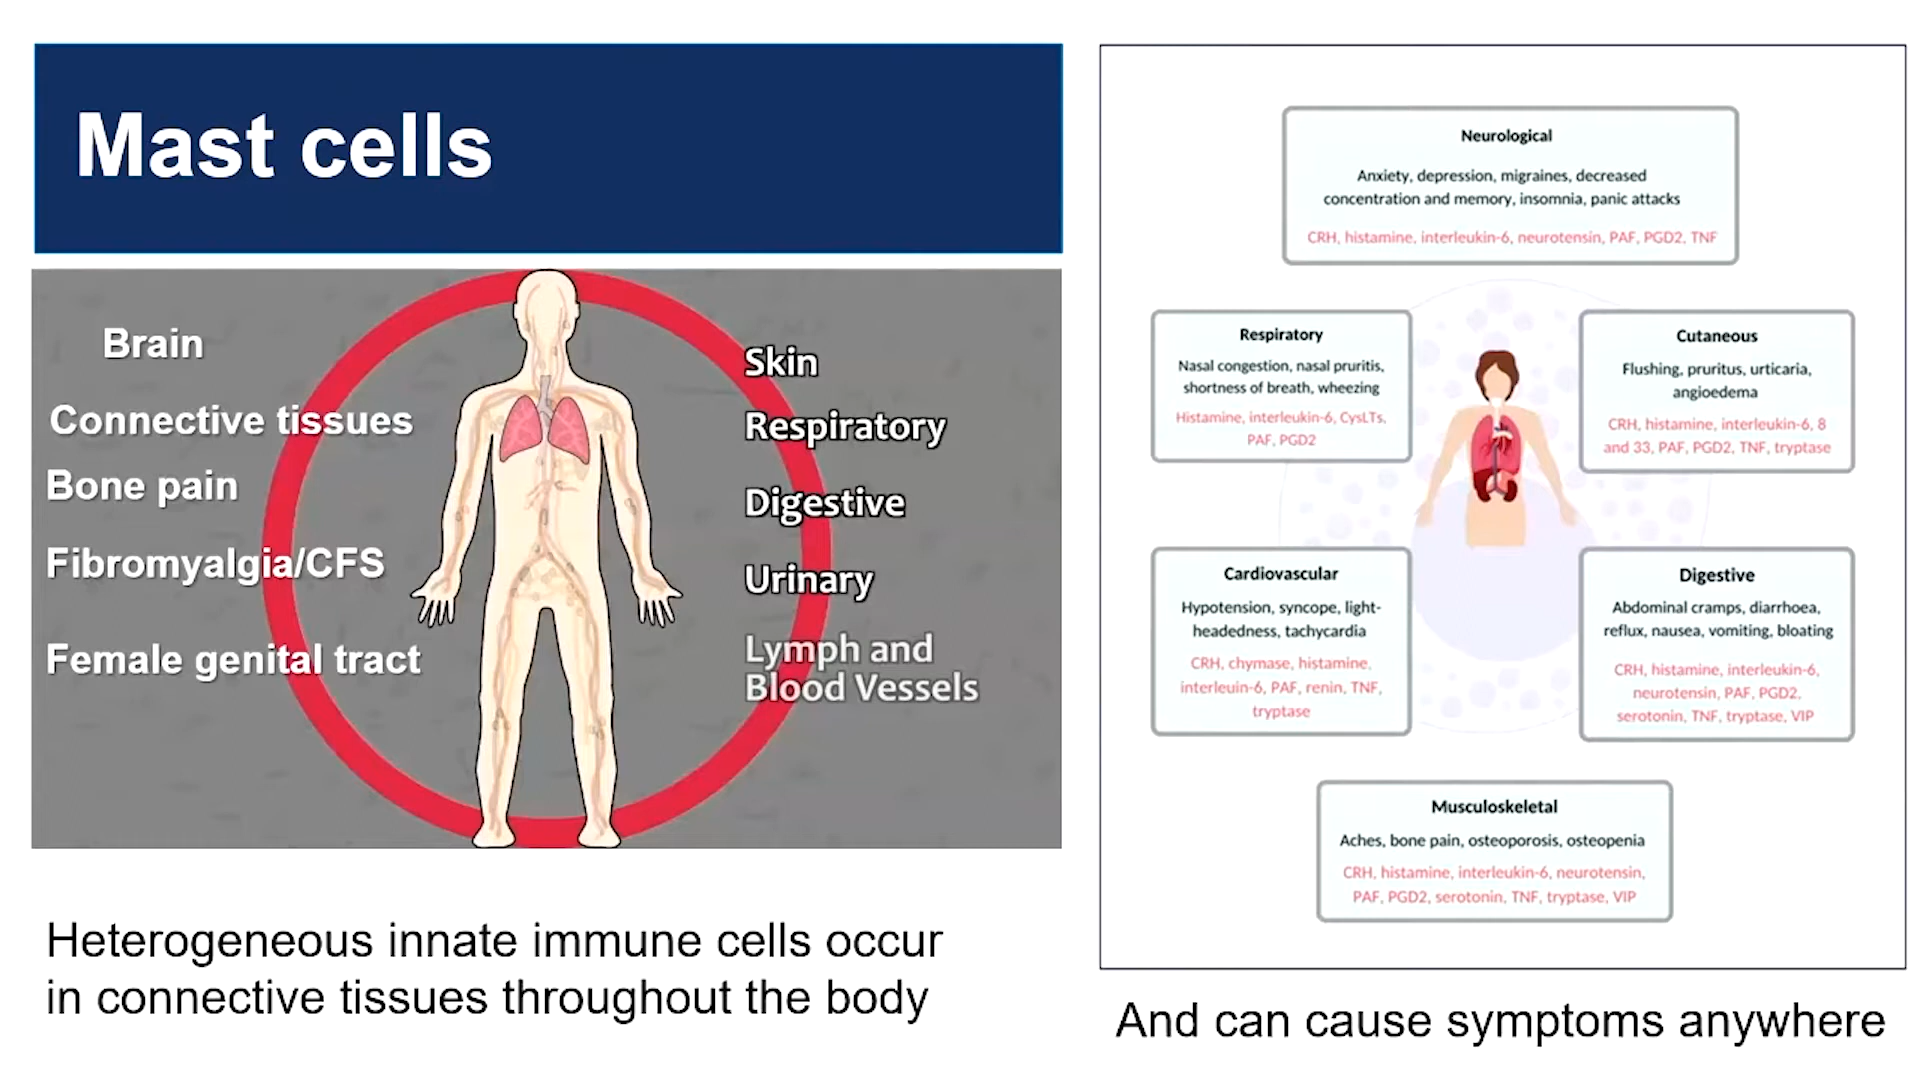 Mast cells
Brain
Connective tissues
Bone pain
Fibromyalgia/CFS
Female genital tract
Skin
Respiratory
Digestive
Urinary
Lymph and
Blood Vessels
Heterogeneous innate immune cells occur
in connective tissues throughout the body
Neurological
Anxiety, depression, migraines, decreased
concentration and memory, insomnia, panic attacks
CRH, histamine, interleukin-6, neurotensin, PAF, PGD2, TNF
Respiratory
Nasal congestion, nasal pruritis,
shortness of breath, wheezing
Histamine, interleukin-6, CysLTs,
PAF, PGD2
Cutaneous
Flushing, pruritus, urticaria,
angioedema
CRH, histamine, interleukin-6, 8
and 33, PAF, PGD2, TNF, tryptase
Cardiovascular
Hypotension, syncope, light-
headedness, tachycardia
CRH, chymase, histamine,
interleuin-6, PAF, renin, TNF,
tryptase
Digestive
Abdominal cramps, diarrhoea,
reflux, nausea, vomiting, bloating
CRH, histamine, interleukin-6,
neurotensin, PAF, PGD2,
serotonin, TNF, tryptase, VIP
Musculoskeletal
Aches, bone pain, osteoporosis, osteopenia
CRH, histamine, interleukin-6, neurotensin,
PAF, PGD2, serotonin, TNF, tryptase, VIP
And can cause symptoms anywhere